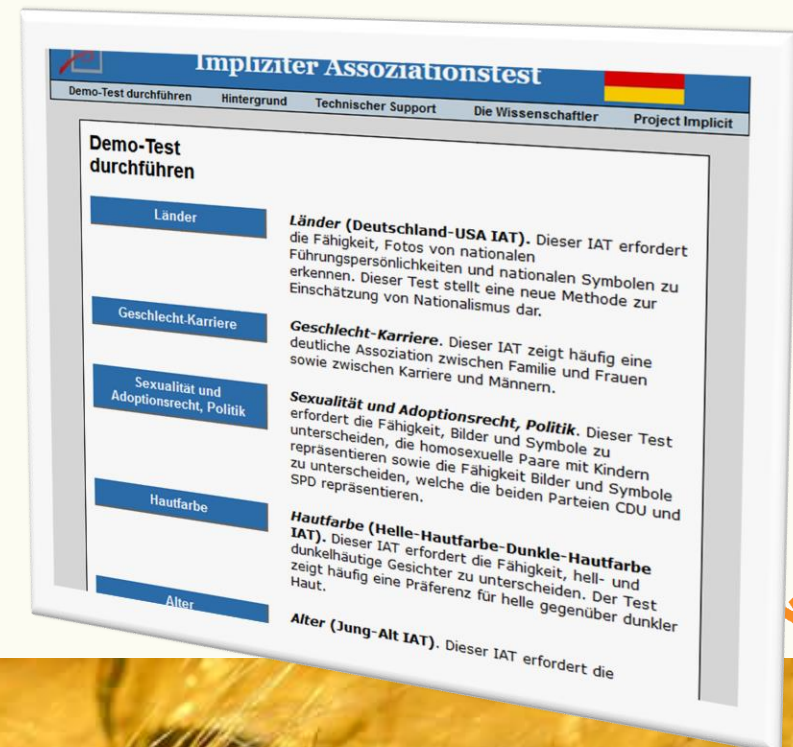 Impliziter Assoziationstest
Demo-Test durchführen Hintergrund Technischer Support Die Wissenschaftler Project Implicit
Demo-Test
durchführen
Länder
Länder (Deutschland-USA IAT). Dieser IAT erfordert
die Fähigkeit, Fotos von nationalen
Führungspersönlichkeiten und nationalen Symbolen zu
erkennen. Dieser Test stellt eine neue Methode zur
Einschätzung von Nationalismus dar.
Geschlecht-Karriere
Geschlecht-Karriere. Dieser IAT zeigt häufig eine
deutliche Assoziation zwischen Familie und Frauen
sowie zwischen Karriere und Männern.
Sexualität und
Adoptionsrecht, Politik
Sexualität und Adoptionsrecht, Politik. Dieser Test
erfordert die Fähigkeit, Bilder und Symbole zu
unterscheiden, die homosexuelle Paare mit Kindern
repräsentieren sowie die Fähigkeit Bilder und Symbole
zu unterscheiden, welche die beiden Parteien CDU und
SPD repräsentieren.
Hautfarbe
Hautfarbe (Helle-Hautfarbe-Dunkle-Hautfarbe
IAT). Dieser IAT erfordert die Fähigkeit, hell- und
dunkelhäutige Gesichter zu unterscheiden. Der Test
zeigt häufig eine Präferenz für helle gegenüber dunkler
Haut.
Alter
Alter (Jung-Alt IAT). Dieser IAT erfordert die